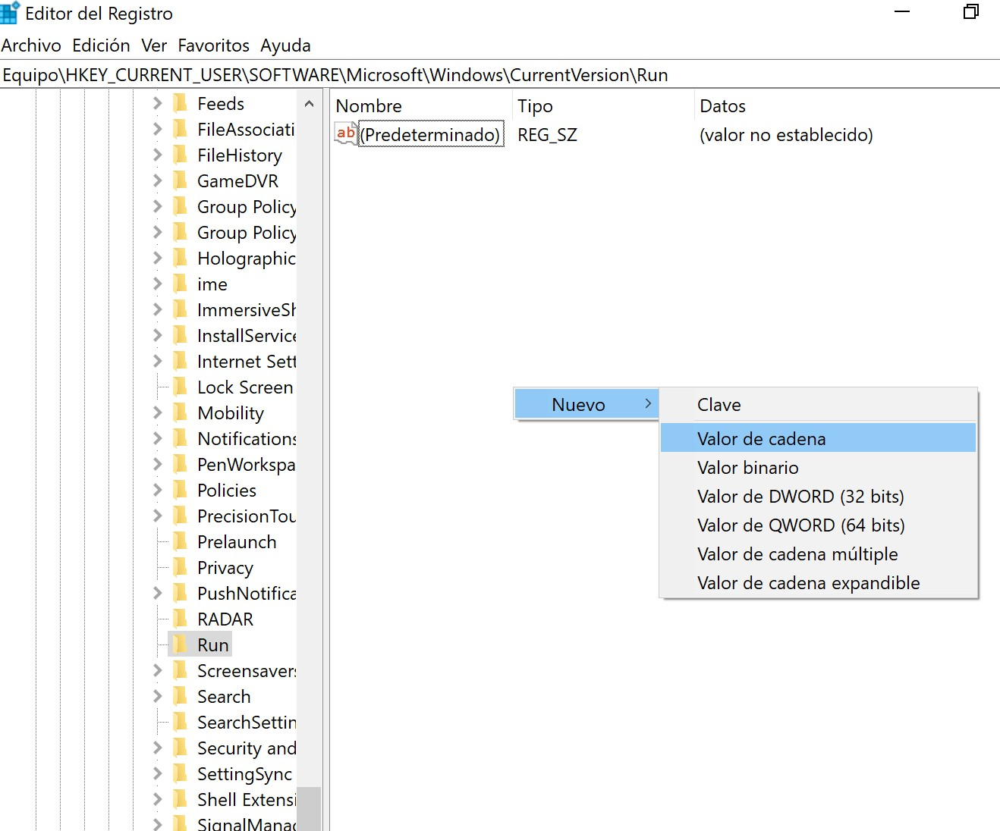 Editor del Registro
Archivo Edición Ver Favoritos Ayuda
Equipo\HKEY_CURRENT_USER\SOFTWARE\Microsoft\Windows\CurrentVersion\Run
Feeds
FileAssociati
FileHistory
GameDVR
Group Policy
Group Policy
Holographic
ime
ImmersiveSh
InstallService
Internet Sett
Lock Screen
Mobility
Notifications
PenWorkspa
Policies
PrecisionTou
Prelaunch
Privacy
PushNotifica
RADAR
Run
Screensavers
Search
SearchSettin
Security and
SettingSync
Shell Extensi
SignalManag
Nombre Tipo Datos
ab (Predeterminado) REG_SZ (valor no establecido)
Nuevo
Clave
Valor de cadena
Valor binario
Valor de DWORD (32 bits)
Valor de QWORD (64 bits)
Valor de cadena múltiple
Valor de cadena expandible